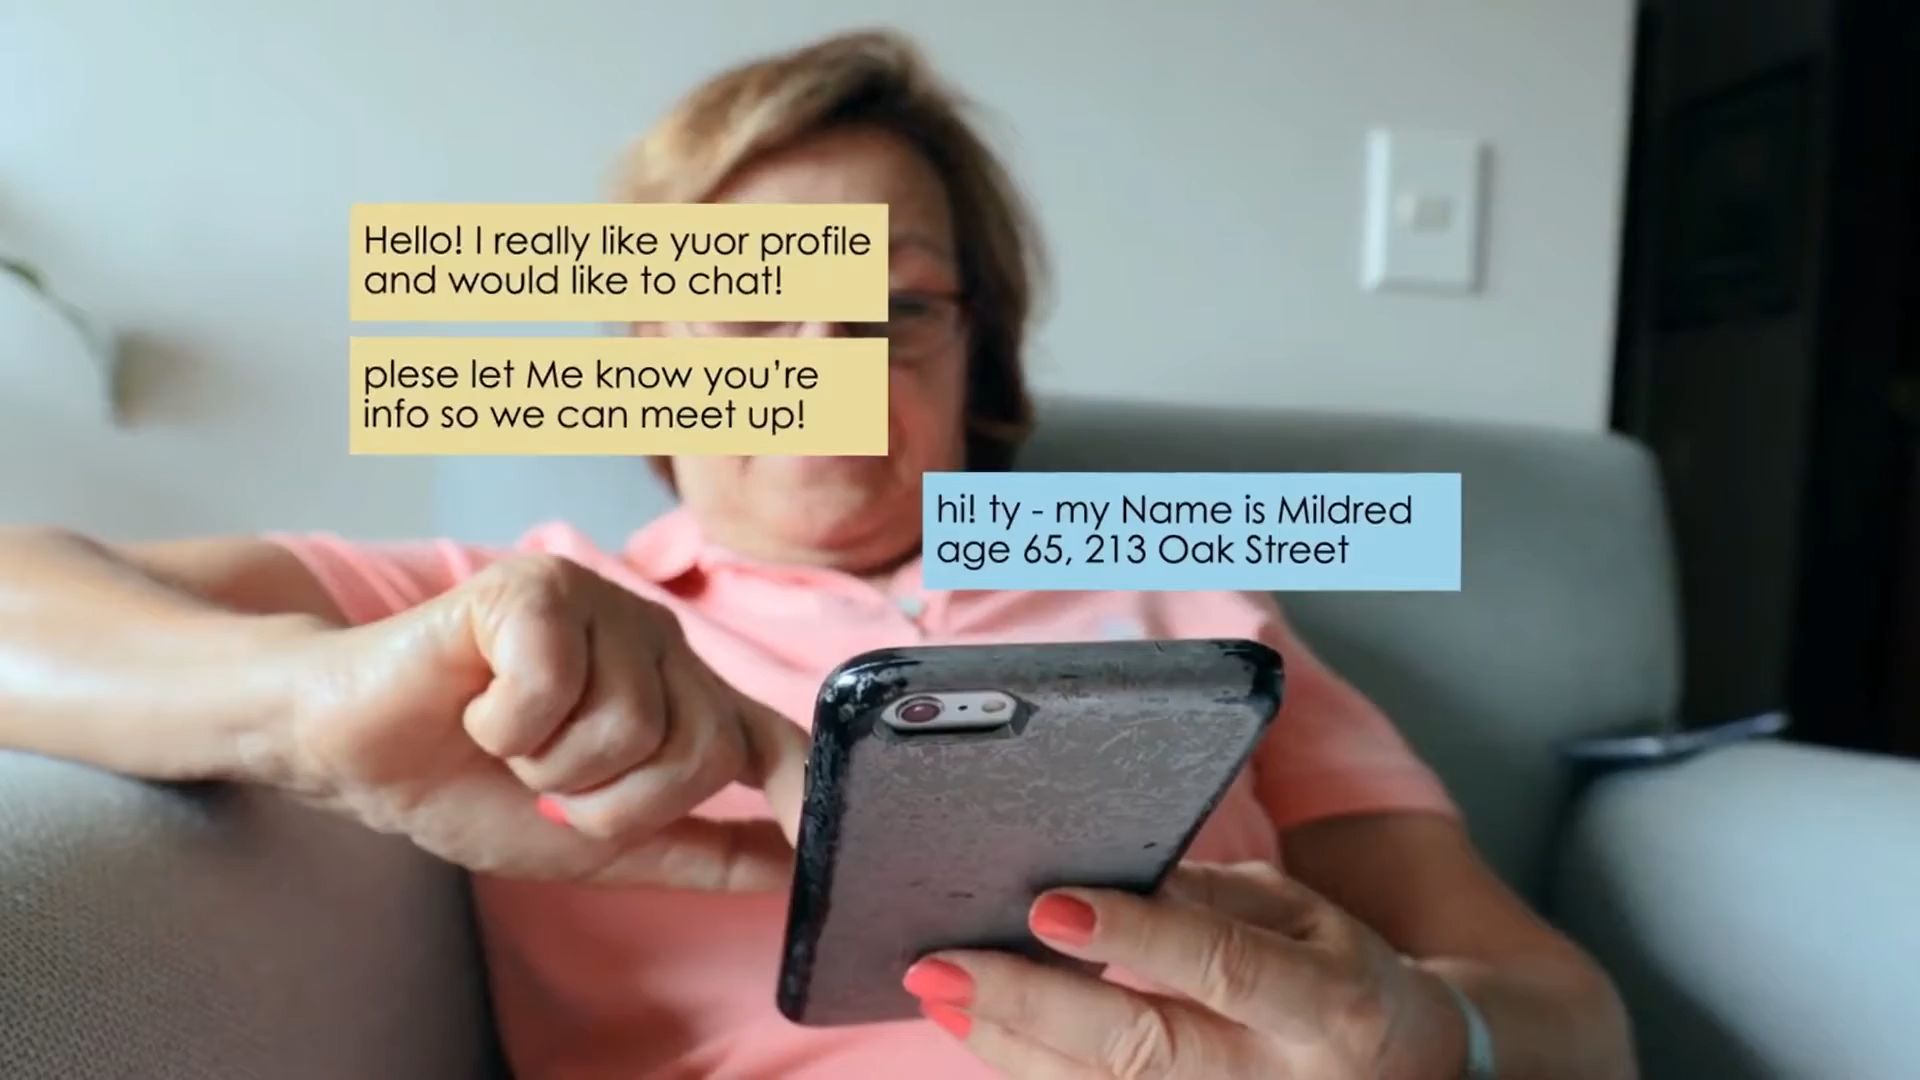 Hello! I really like yuor profile
and would like to chat!
plese let Me know you're
info so we can meet up!
hi! ty - my Name is Mildred
age 65, 213 Oak Street